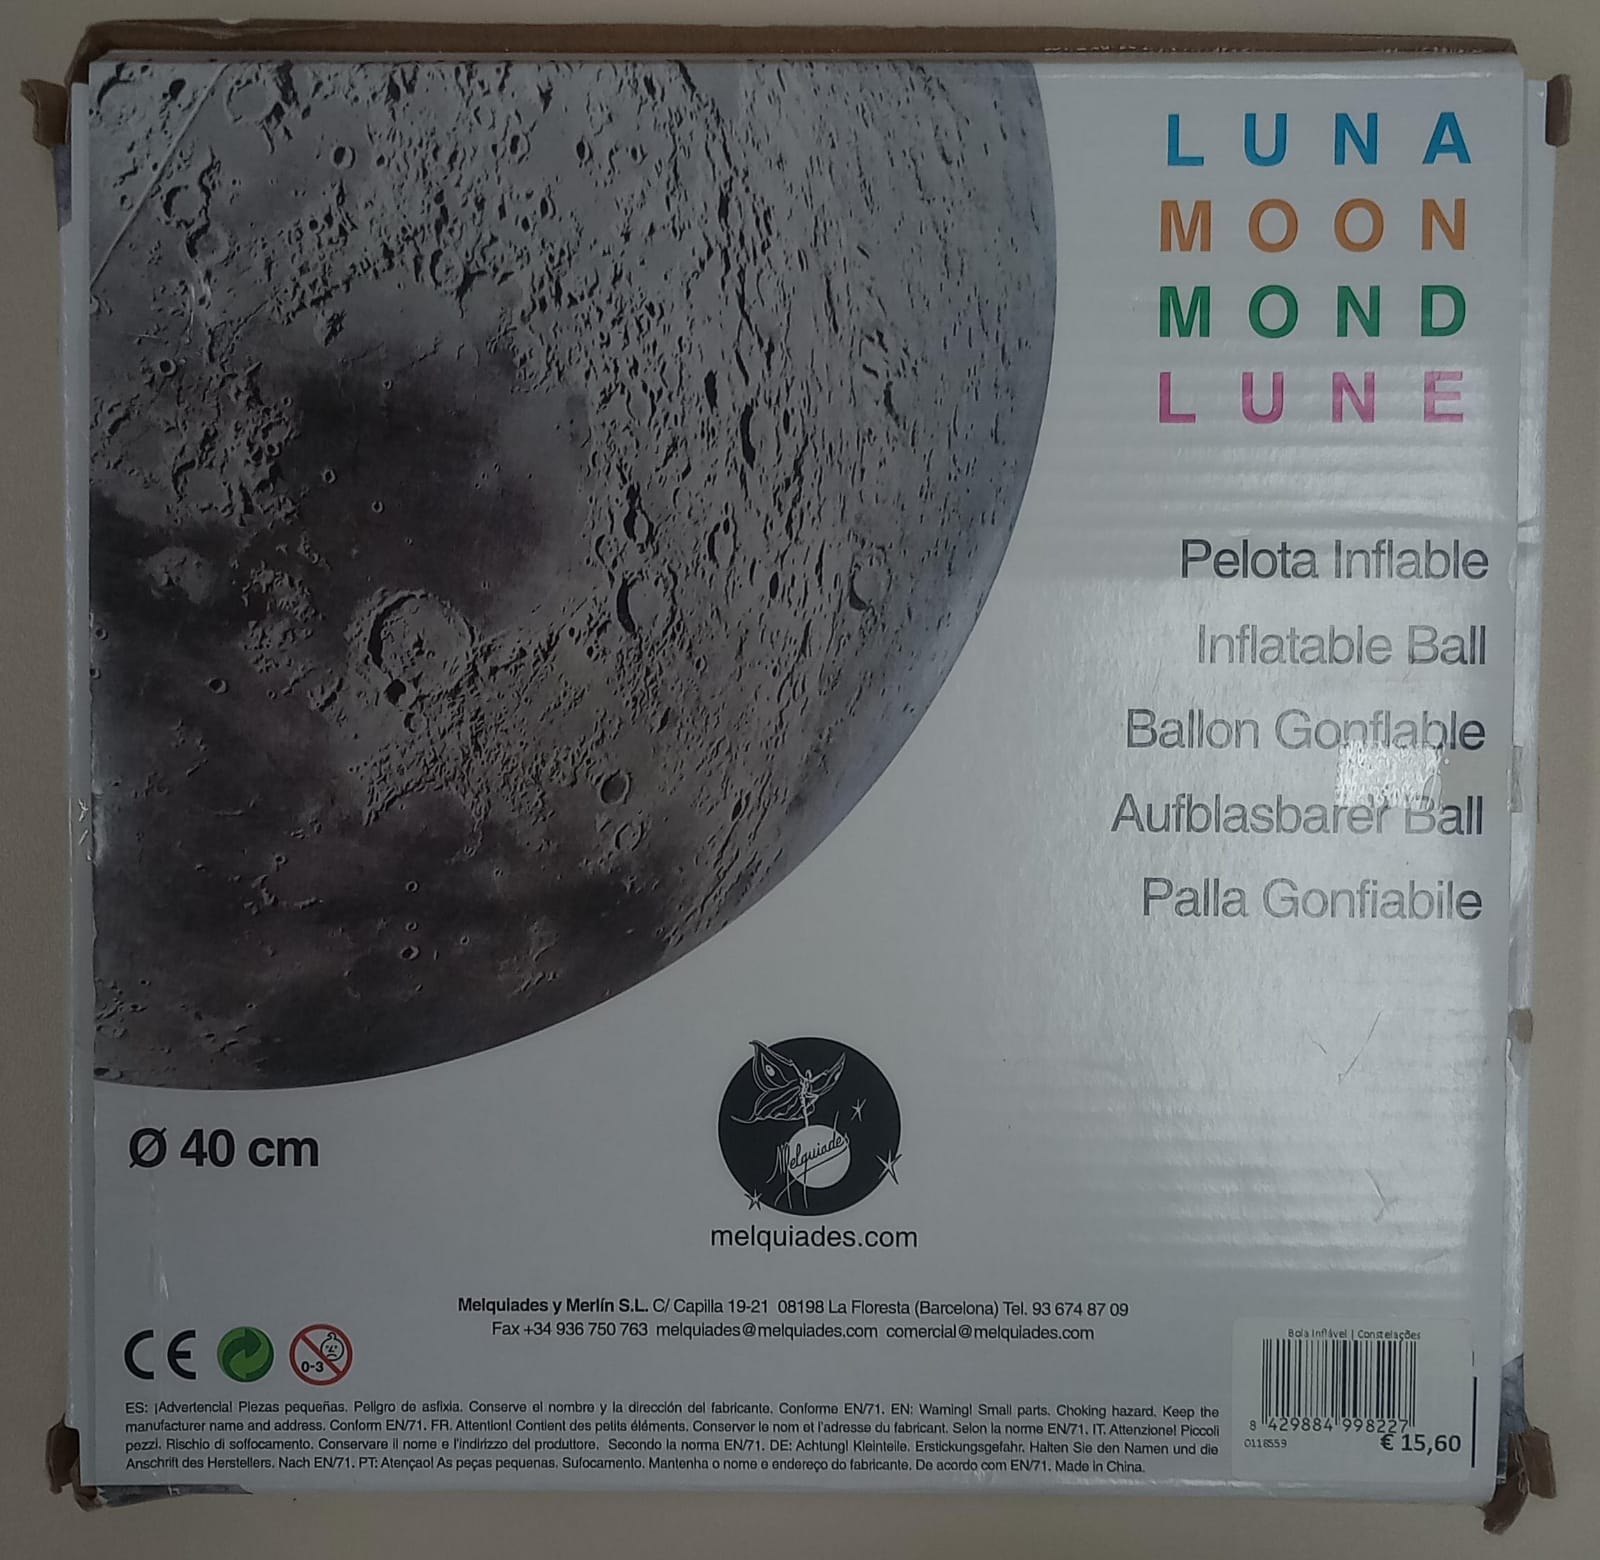 LUNA
MOON
MOND
LUNE
Pelota Inflable
Inflatable Ball
Ballon Gonflable
Aufblasbarer Ball
Palla Gonfiabile
Ø 40 cm
Melquiades
melquiades.com
Melquiades y Merlín S.L. C/ Capilla 19-21 08198 La Floresta (Barcelona) Tel. 93 674 87 09
Fax +34 936 750 763 melquiades@melquiades.com comercial@melquiades.com
CE
0-3
ES: ¡Advertencia! Piezas pequeñas. Peligro de asfixia. Conserve el nombre y la dirección del fabricante. Conforme EN/71. EN: Warning! Small parts. Choking hazard. Keep the
manufacturer name and address. Conform EN/71. FR. Attention! Contient des petits éléments. Conserver le nom et l'adresse du fabricant. Selon la norme EN/71. IT. Attenzione! Piccoli
pezzi. Rischio di soffocamento. Conservare il nome e l'indirizzo del produttore. Secondo la norma EN/71. DE: Achtung! Kleinteile. Erstickungsgefahr. Halten Sie den Namen und die
Anschrift des Herstellers. Nach EN/71. PT: Atençao! As peças pequenas. Sufocamento. Mantenha o nome e endereço do fabricante. De acordo com EN/71. Made in China.
Bola Inflável | Constelações
8 429884 998227
0118559
€ 15,60